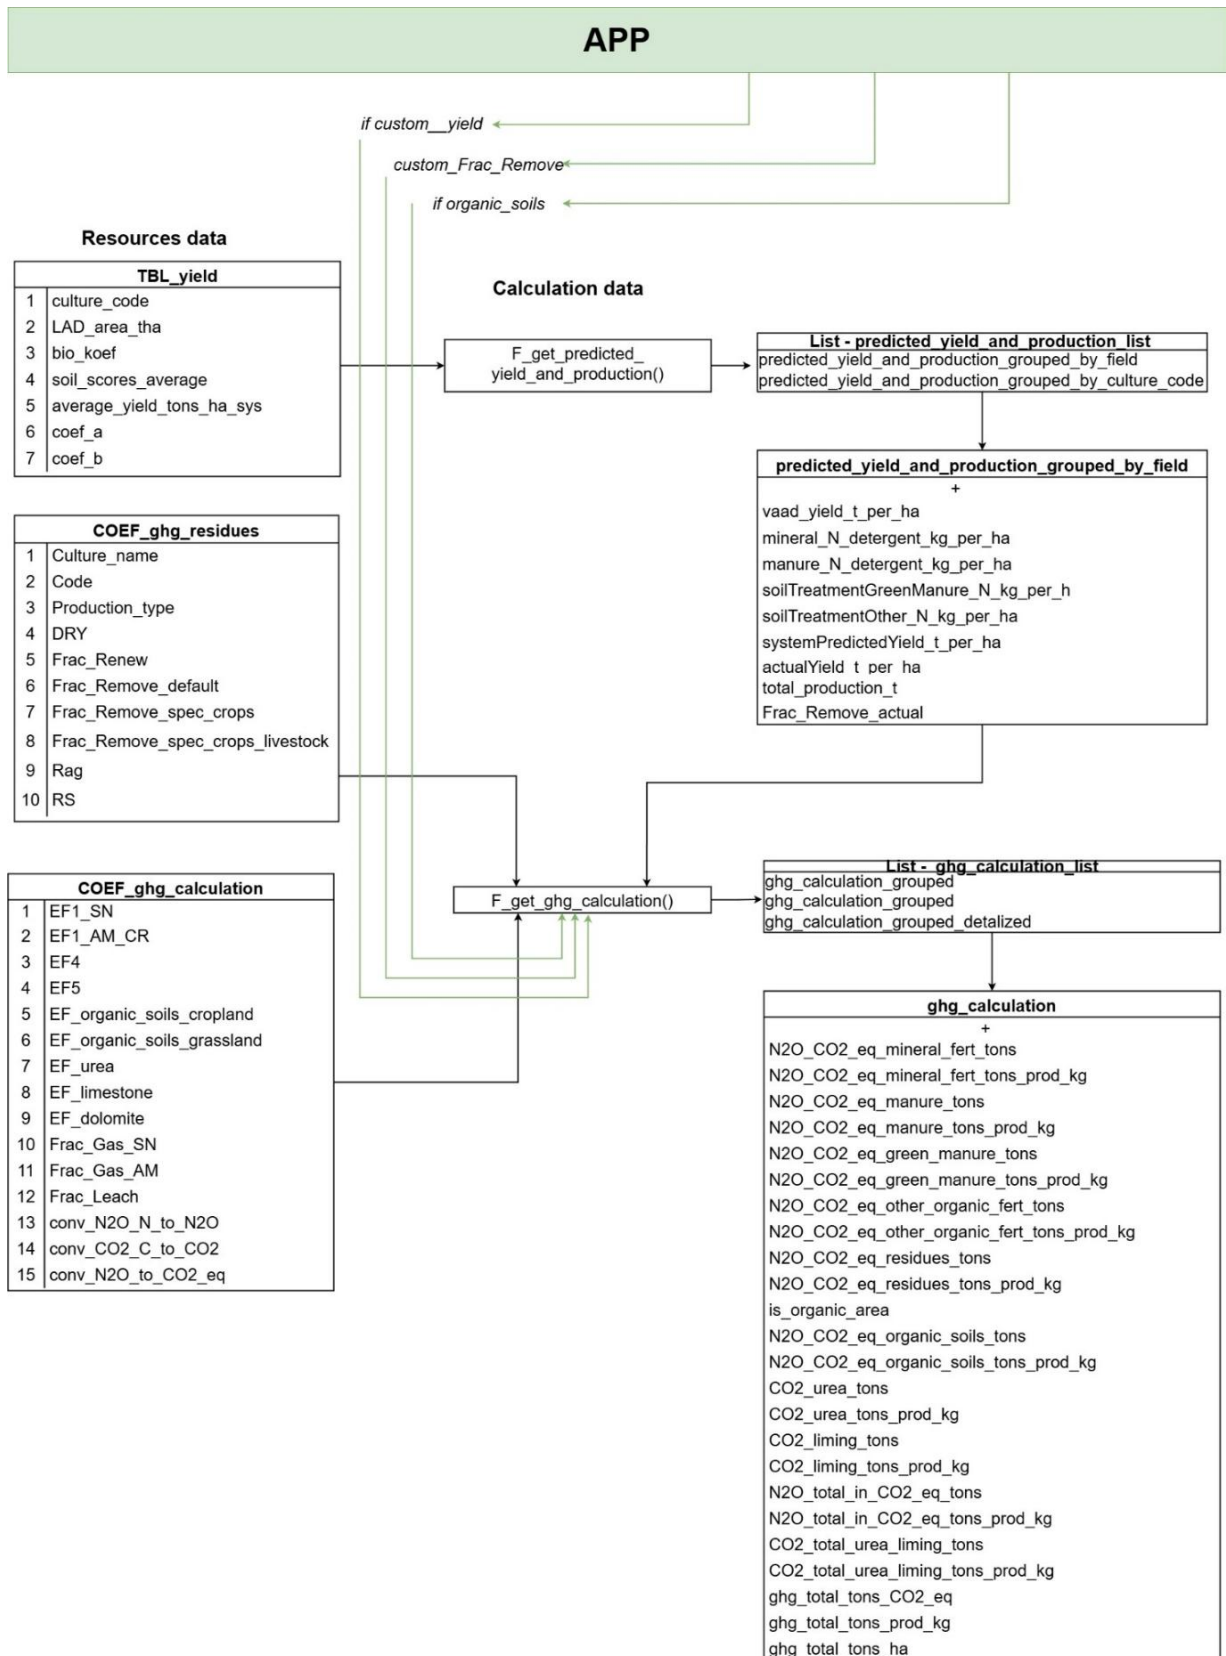 APP
if custom__yield
custom_Frac_Remove
if organic_soils
Resources data
TBL_yield
1 culture_code
2 LAD_area_tha
3 bio_koef
4 soil_scores_average
5 average_yield_tons_ha_sys
6 coef_a
7 coef_b
Calculation data
F_get_predicted_
yield_and_production()
List - predicted_yield_and_production_list
predicted_yield_and_production_grouped_by_field
predicted_yield_and_production_grouped_by_culture_code
predicted_yield_and_production_grouped_by_field
+
vaad_yield_t_per_ha
mineral_N_detergent_kg_per_ha
manure_N_detergent_kg_per_ha
soilTreatmentGreenManure_N_kg_per_h
soilTreatmentOther_N_kg_per_ha
systemPredictedYield_t_per_ha
actualYield_t_per_ha
total_production_t
Frac_Remove_actual
COEF_ghg_residues
1 Culture_name
2 Code
3 Production_type
4 DRY
5 Frac_Renew
6 Frac_Remove_default
7 Frac_Remove_spec_crops
8 Frac_Remove_spec_crops_livestock
9 Rag
10 RS
COEF_ghg_calculation
1 EF1_SN
2 EF1_AM_CR
3 EF4
4 EF5
5 EF_organic_soils_cropland
6 EF_organic_soils_grassland
7 EF_urea
8 EF_limestone
9 EF_dolomite
10 Frac_Gas_SN
11 Frac_Gas_AM
12 Frac_Leach
13 conv_N2O_N_to_N2O
14 conv_CO2_C_to_CO2
15 conv_N2O_to_CO2_eq
F_get_ghg_calculation()
List - ghg_calculation_list
ghg_calculation_grouped
ghg_calculation_grouped
ghg_calculation_grouped_detalized
ghg_calculation
+
N2O_CO2_eq_mineral_fert_tons
N2O_CO2_eq_mineral_fert_tons_prod_kg
N2O_CO2_eq_manure_tons
N2O_CO2_eq_manure_tons_prod_kg
N2O_CO2_eq_green_manure_tons
N2O_CO2_eq_green_manure_tons_prod_kg
N2O_CO2_eq_other_organic_fert_tons
N2O_CO2_eq_other_organic_fert_tons_prod_kg
N2O_CO2_eq_residues_tons
N2O_CO2_eq_residues_tons_prod_kg
is_organic_area
N2O_CO2_eq_organic_soils_tons
N2O_CO2_eq_organic_soils_tons_prod_kg
CO2_urea_tons
CO2_urea_tons_prod_kg
CO2_liming_tons
CO2_liming_tons_prod_kg
N2O_total_in_CO2_eq_tons
N2O_total_in_CO2_eq_tons_prod_kg
CO2_total_urea_liming_tons
CO2_total_urea_liming_tons_prod_kg
ghg_total_tons_CO2_eq
ghg_total_tons_prod_kg
ghg_total_tons_ha